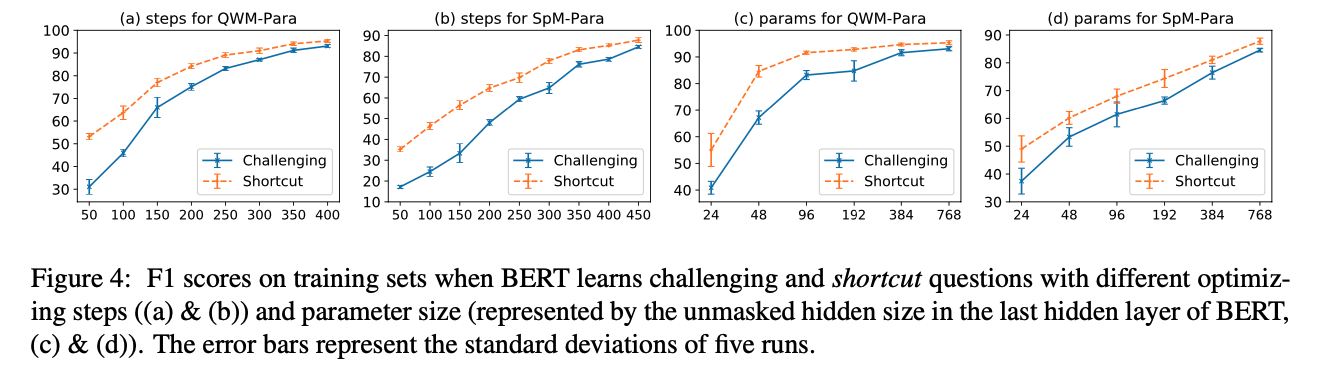 (a) steps for QWM-Para
100
90
80
70
60
50
40
30
50 100 150 200 250 300 350 400
Challenging
Shortcut
(b) steps for SpM-Para
90
80
70
60
50
40
30
20
10
50 100 150 200 250 300 350 400 450
Challenging
Shortcut
(c) params for QWM-Para
100
90
80
70
60
50
40
24 48 96 192 384 768
Challenging
Shortcut
(d) params for SpM-Para
90
80
70
60
50
40
30
24 48 96 192 384 768
Challenging
Shortcut
Figure 4: F1 scores on training sets when BERT learns challenging and shortcut questions with different optimiz-
ing steps ((a) & (b)) and parameter size (represented by the unmasked hidden size in the last hidden layer of BERT,
(c) & (d)). The error bars represent the standard deviations of five runs.